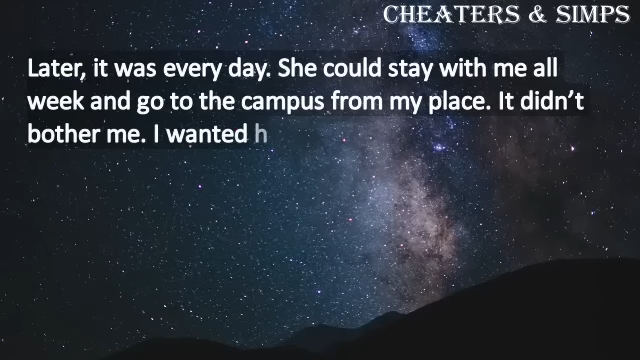 CHEATERS & SIMPS
Later, it was every day. She could stay with me all
week and go to the campus from my place. It didn’t
bother me. I wanted h